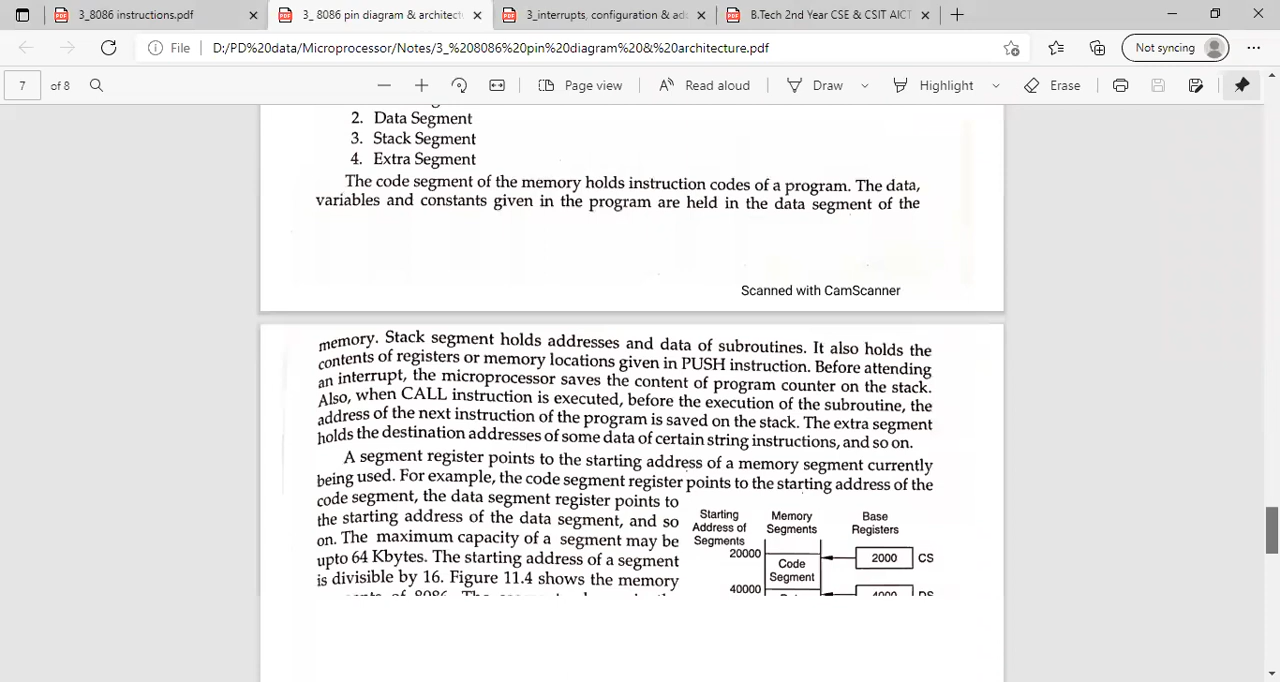 3_8086 instructions.pdf
3_ 8086 pin diagram & architect
3_interrupts, configuration & ad
B.Tech 2nd Year CSE & CSIT AICT
File
D:/PD%20data/Microprocessor/Notes/3_%208086%20pin%20diagram%20&%20architecture.pdf
Not syncing
7 of 8
Page view
Read aloud
Draw
Highlight
Erase
2. Data Segment
3. Stack Segment
4. Extra Segment
The code segment of the memory holds instruction codes of a program. The data,
variables and constants given in the program are held in the data segment of the
Scanned with CamScanner
memory. Stack segment holds addresses and data of subroutines. It also holds the
contents of registers or memory locations given in PUSH instruction. Before attending
an interrupt, the microprocessor saves the content of program counter on the stack.
Also, when CALL instruction is executed, before the execution of the subroutine, the
address of the next instruction of the program is saved on the stack. The extra segment
holds the destination addresses of some data of certain string instructions, and so on.
A segment register points to the starting address of a memory segment currently
being used. For example, the code segment register points to the starting address of the
code segment, the data segment register points to
the starting address of the data segment, and so
on. The maximum capacity of a segment may be
upto 64 Kbytes. The starting address of a segment
is divisible by 16. Figure 11.4 shows the memory
Starting
Address of
Segments
Memory
Segments
Base
Registers
20000
Code
Segment
2000
CS
40000
4000
DS